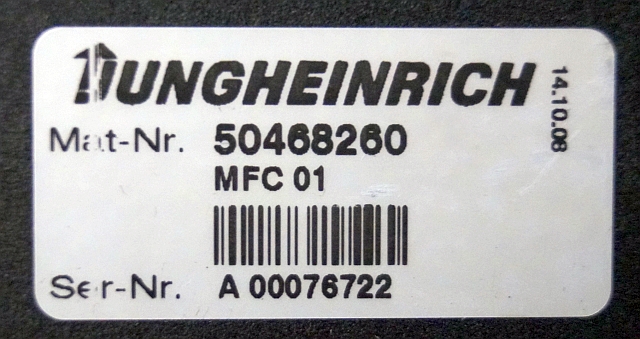 JUNGHEINRICH
14.10.08
Mat-Nr. 50468260
MFC 01
Ser-Nr. A 00076722